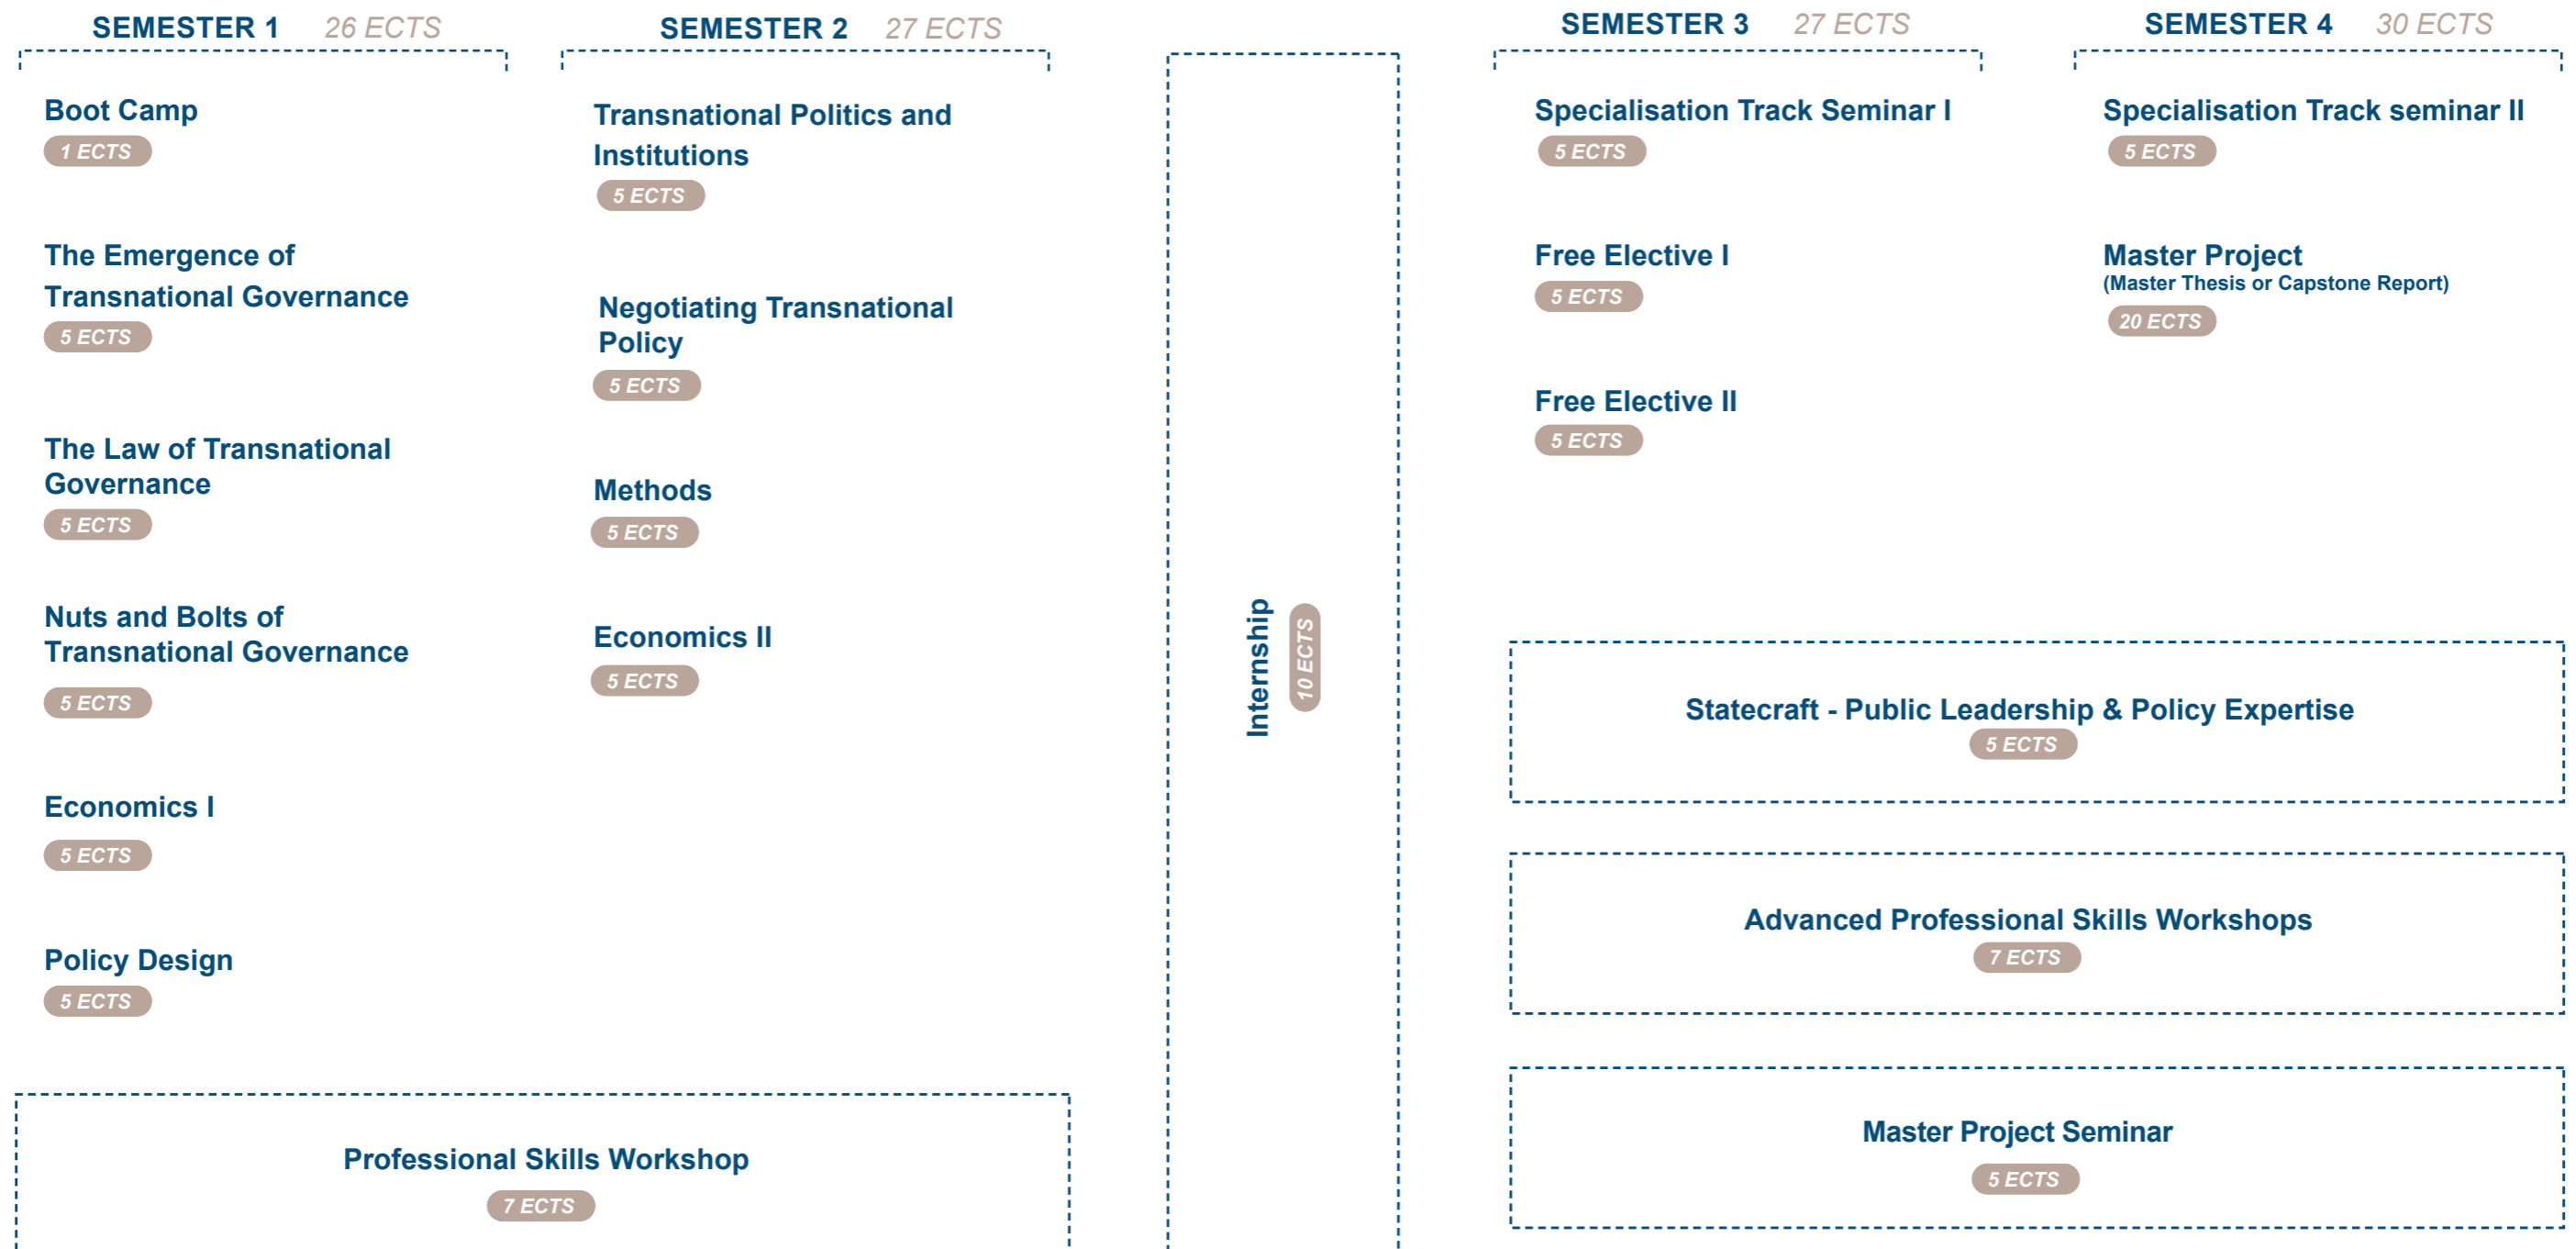 SEMESTER 1 26 ECTS
Boot Camp
1 ECTS
The Emergence of
Transnational Governance
5 ECTS
The Law of Transnational
Governance
5 ECTS
Nuts and Bolts of
Transnational Governance
5 ECTS
Economics I
5 ECTS
Policy Design
5 ECTS
SEMESTER 2 27 ECTS
Transnational Politics and
Institutions
5 ECTS
Negotiating Transnational
Policy
5 ECTS
Methods
5 ECTS
Economics II
5 ECTS
Professional Skills Workshop
7 ECTS
Internship
10 ECTS
SEMESTER 3 27 ECTS
Specialisation Track Seminar I
5 ECTS
Free Elective I
5 ECTS
Free Elective II
5 ECTS
SEMESTER 4 30 ECTS
Specialisation Track seminar II
5 ECTS
Master Project
(Master Thesis or Capstone Report)
20 ECTS
Statecraft - Public Leadership & Policy Expertise
5 ECTS
Advanced Professional Skills Workshops
7 ECTS
Master Project Seminar
5 ECTS